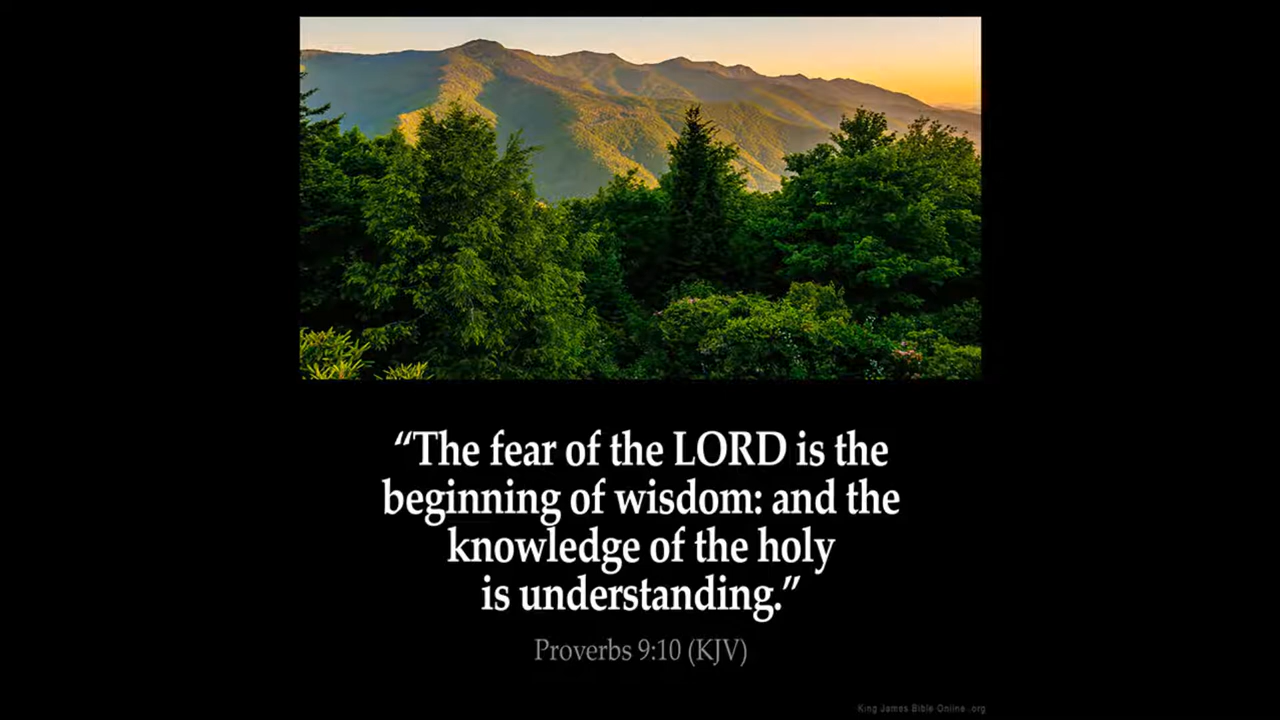 “The fear of the LORD is the
beginning of wisdom: and the
knowledge of the holy
is understanding.”
Proverbs 9:10 (KJV)
King James Bible Online .org